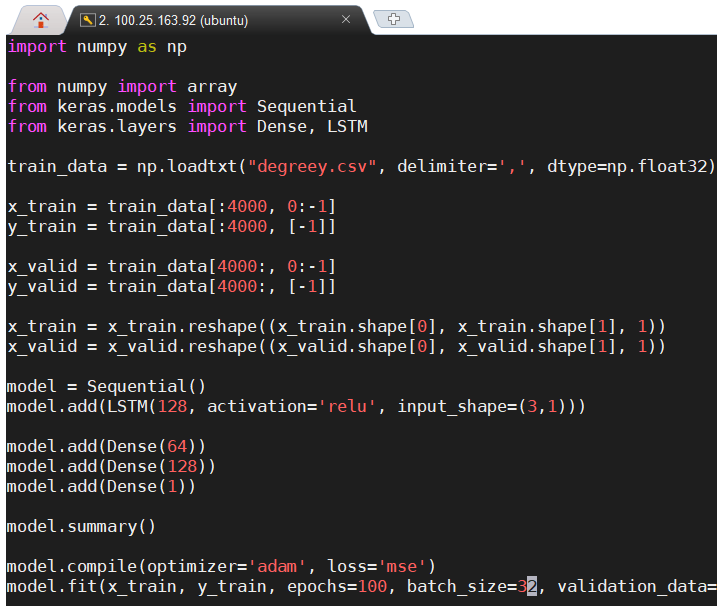 2. 100.25.163.92 (ubuntu)
import numpy as np
from numpy import array
from keras.models import Sequential
from keras.layers import Dense, LSTM
train_data = np.loadtxt("degreey.csv", delimiter=',', dtype=np.float32)
x_train = train_data[:4000, 0:-1]
y_train = train_data[:4000, [-1]]
x_valid = train_data[4000:, 0:-1]
y_valid = train_data[4000:, [-1]]
x_train = x_train.reshape((x_train.shape[0], x_train.shape[1], 1))
x_valid = x_valid.reshape((x_valid.shape[0], x_valid.shape[1], 1))
model = Sequential()
model.add(LSTM(128, activation='relu', input_shape=(3,1)))
model.add(Dense(64))
model.add(Dense(128))
model.add(Dense(1))
model.summary()
model.compile(optimizer='adam', loss='mse')
model.fit(x_train, y_train, epochs=100, batch_size=32, validation_data=